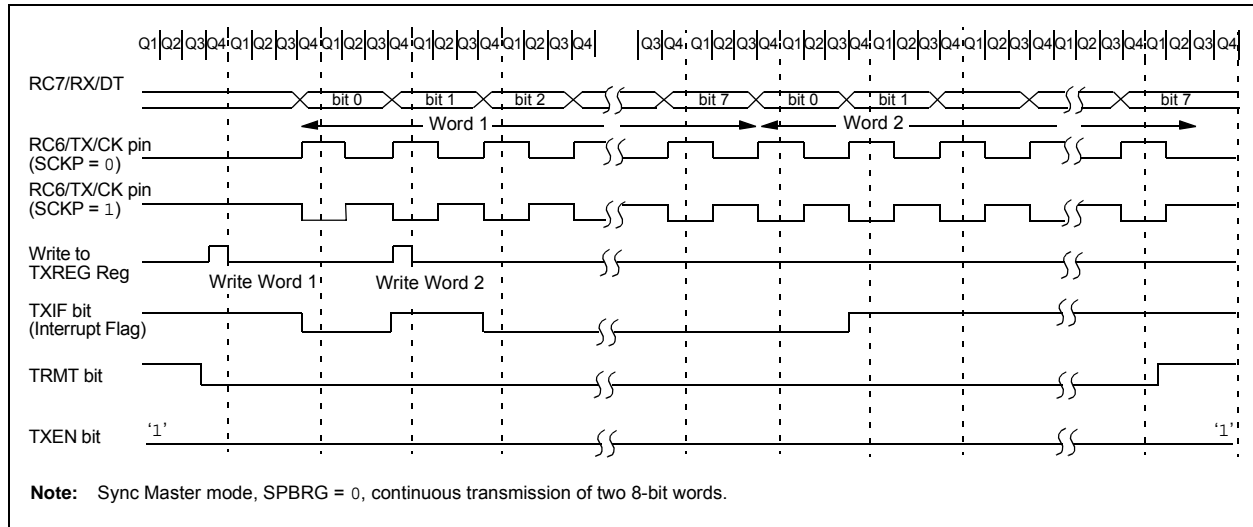 Q1 Q2 Q3 Q4 Q1 Q2 Q3 Q4 Q1 Q2 Q3 Q4 Q1 Q2 Q3 Q4 Q1 Q2 Q3 Q4 Q3 Q4 Q1 Q2 Q3 Q4 Q1 Q2 Q3 Q4 Q1 Q2 Q3 Q4 Q1 Q2 Q3 Q4 Q1 Q2 Q3 Q4 Q1 Q2 Q3 Q4
RC7/RX/DT
bit 0 bit 1 bit 2 bit 7 bit 0 bit 1 bit 7
Word 1 Word 2
RC6/TX/CK pin
(SCKP = 0)
RC6/TX/CK pin
(SCKP = 1)
Write to
TXREG Reg
Write Word 1 Write Word 2
TXIF bit
(Interrupt Flag)
TRMT bit
TXEN bit
‘1’ ‘1’
Note: Sync Master mode, SPBRG = 0, continuous transmission of two 8-bit words.